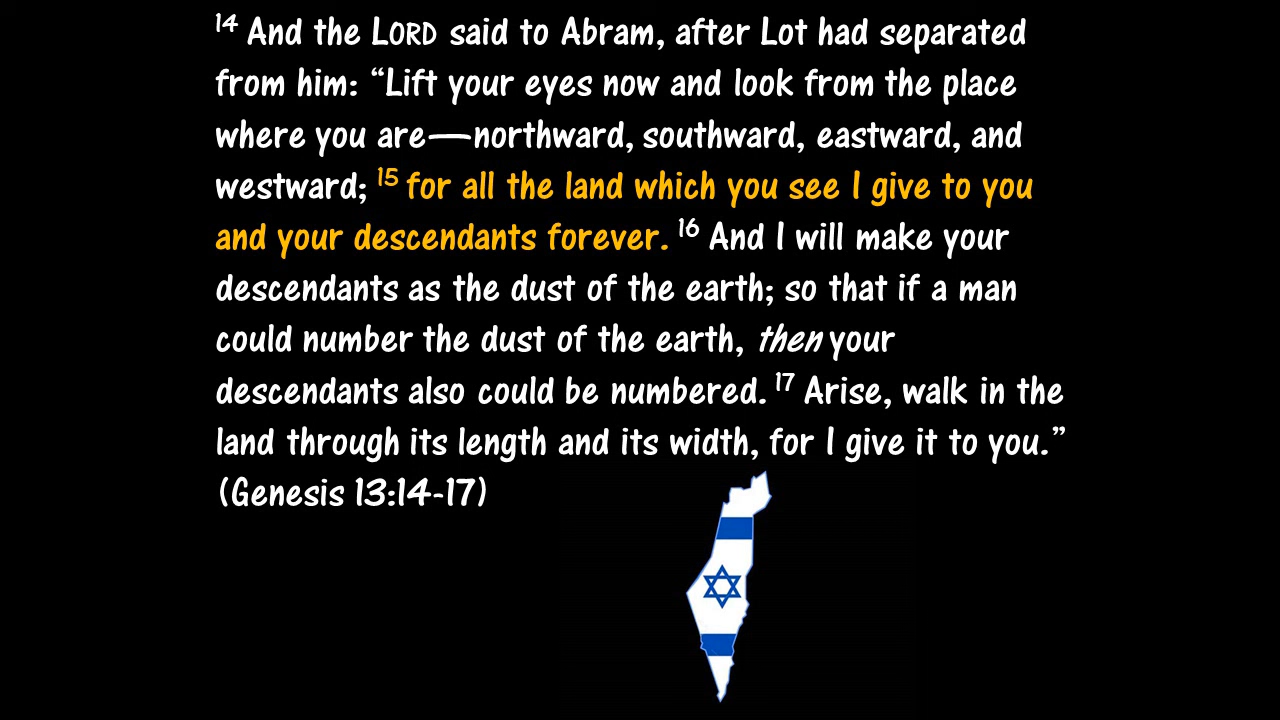 14 And the LORD said to Abram, after Lot had separated
from him: “Lift your eyes now and look from the place
where you are—northward, southward, eastward, and
westward; 15 for all the land which you see I give to you
and your descendants forever. 16 And I will make your
descendants as the dust of the earth; so that if a man
could number the dust of the earth, then your
descendants also could be numbered. 17 Arise, walk in the
land through its length and its width, for I give it to you.”
(Genesis 13:14-17)